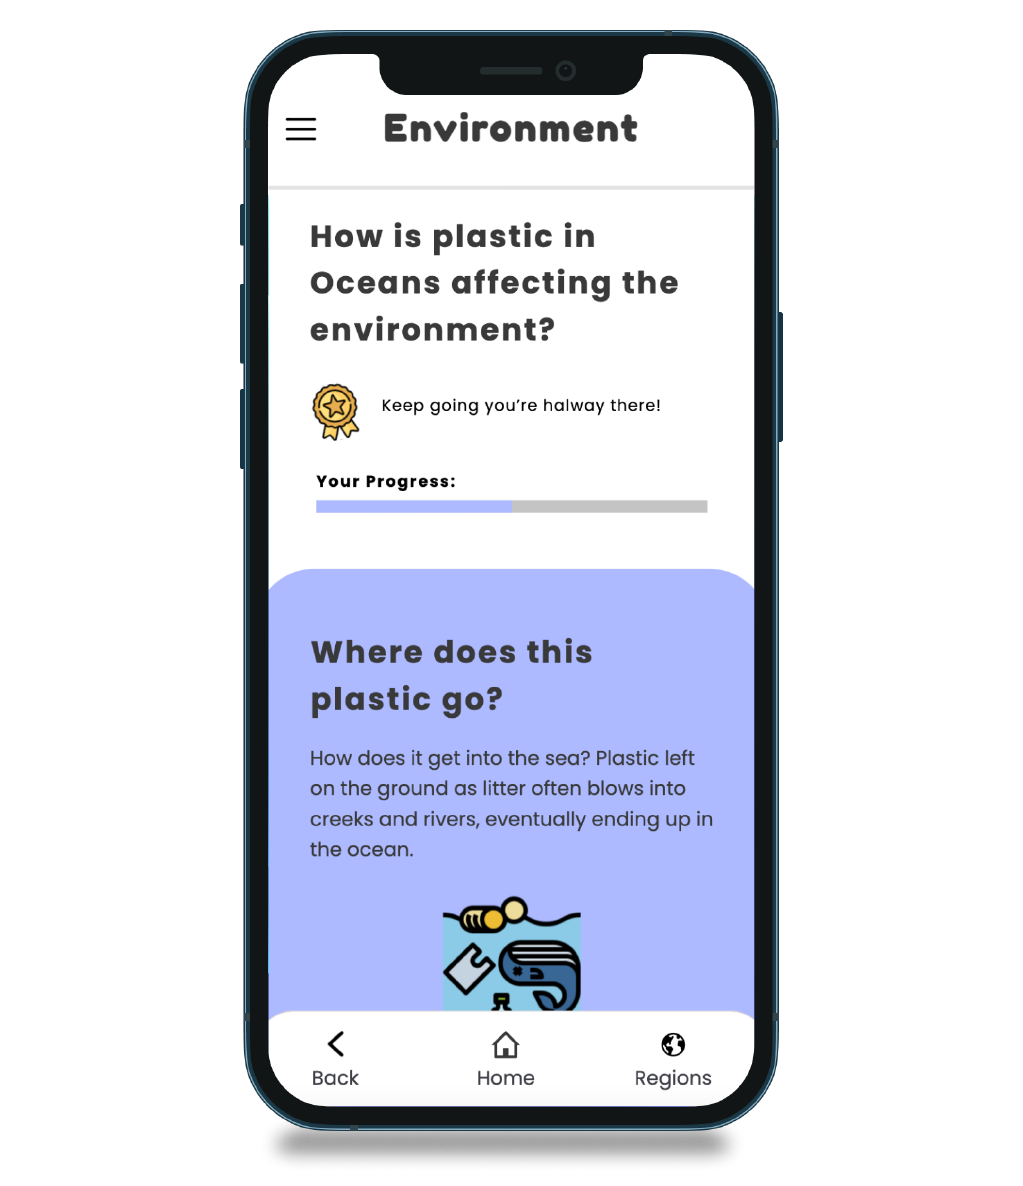 Environment
How is plastic in
Oceans affecting the
environment?
Keep going you’re halway there!
Your Progress:
Where does this
plastic go?
How does it get into the sea? Plastic left
on the ground as litter often blows into
creeks and rivers, eventually ending up in
the ocean.
Back
Home
Regions